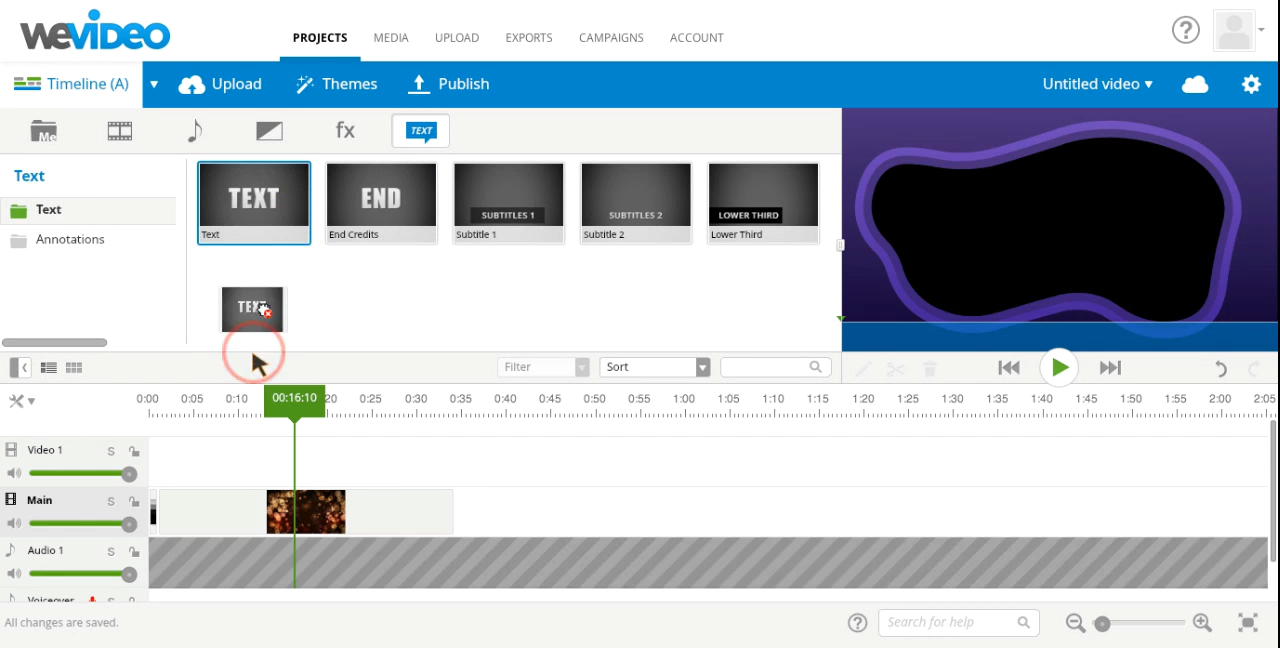 wevideo
PROJECTS MEDIA UPLOAD EXPORTS CAMPAIGNS ACCOUNT
?
Timeline (A) Upload Themes Publish Untitled video
Me fx TEXT
Text
Text
Annotations
TEXT END SUBTITLES 1 SUBTITLES 2 LOWER THIRD
Text End Credits Subtitle 1 Subtitle 2 Lower Third
TEXT
Filter Sort
0:00 0:05 0:10 00:16:10 20 0:25 0:30 0:35 0:40 0:45 0:50 0:55 1:00 1:05 1:10 1:15 1:20 1:25 1:30 1:35 1:40 1:45 1:50 1:55 2:00 2:05
Video 1 S
Main S
Audio 1 S
Voiceover S
All changes are saved.
? Search for help